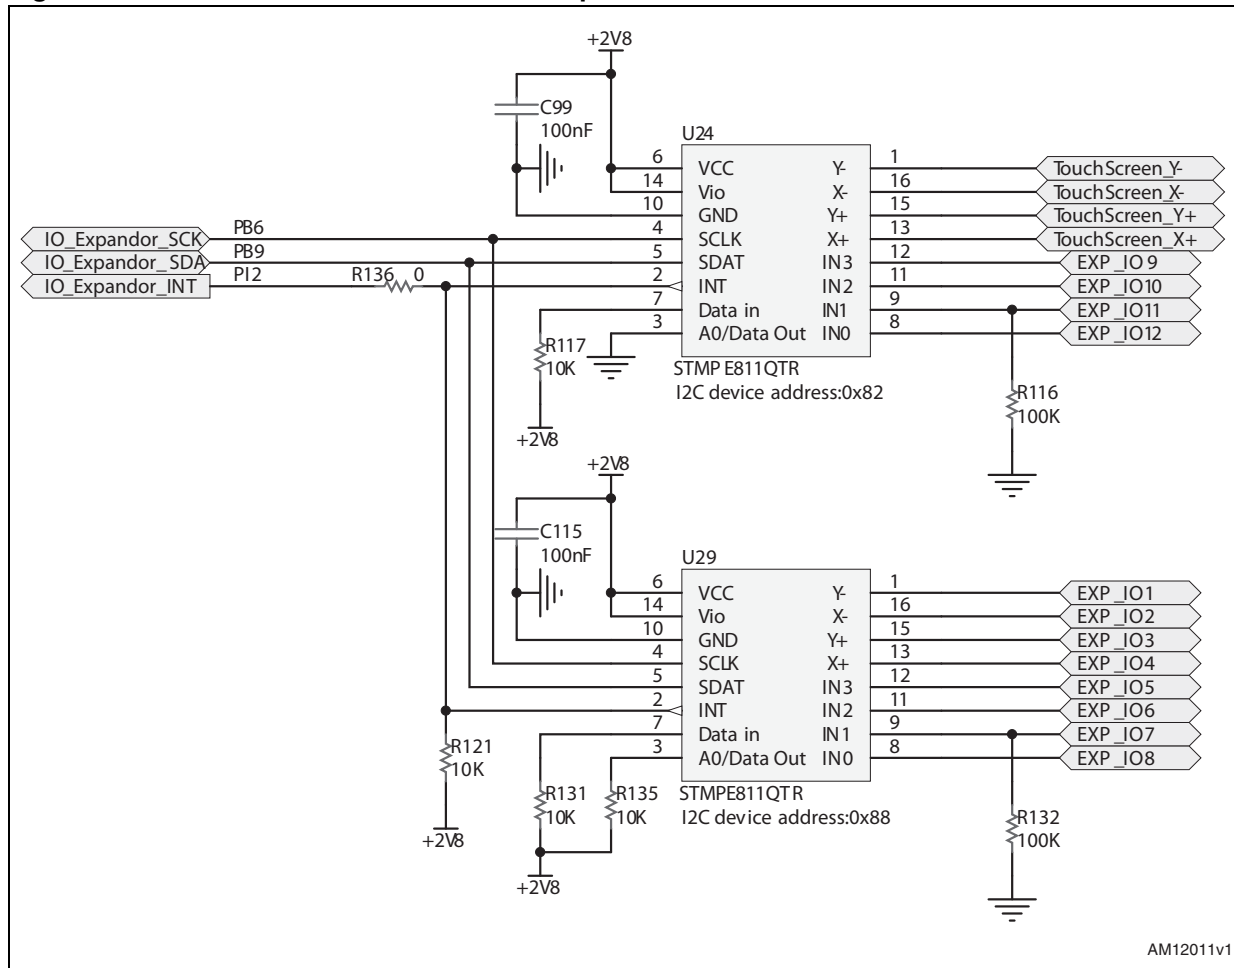 +2V8
C99
100nF
U24
6 VCC Y- 1 TouchScreen_Y-
14 Vio X- 16 TouchScreen_X-
10 GND Y+ 15 TouchScreen_Y+
IO_Expandor_SCK PB6 4 SCLK X+ 13 TouchScreen_X+
IO_Expandor_SDA PB9 5 SDAT IN3 12 EXP_IO9
IO_Expandor_INT PI2 R136 0 2 INT IN2 11 EXP_IO10
7 Data in IN1 9 EXP_IO11
3 A0/Data Out IN0 8 EXP_IO12
R117
10K
STMPE811QTR
I2C device address:0x82
R116
100K
+2V8
+2V8
C115
100nF
U29
6 VCC Y- 1 EXP_IO1
14 Vio X- 16 EXP_IO2
10 GND Y+ 15 EXP_IO3
4 SCLK X+ 13 EXP_IO4
5 SDAT IN3 12 EXP_IO5
2 INT IN2 11 EXP_IO6
7 Data in IN1 9 EXP_IO7
3 A0/Data Out IN0 8 EXP_IO8
R121
10K
R131
10K
R135
10K
STMPE811QTR
I2C device address:0x88
R132
100K
+2V8
+2V8
AM12011v1